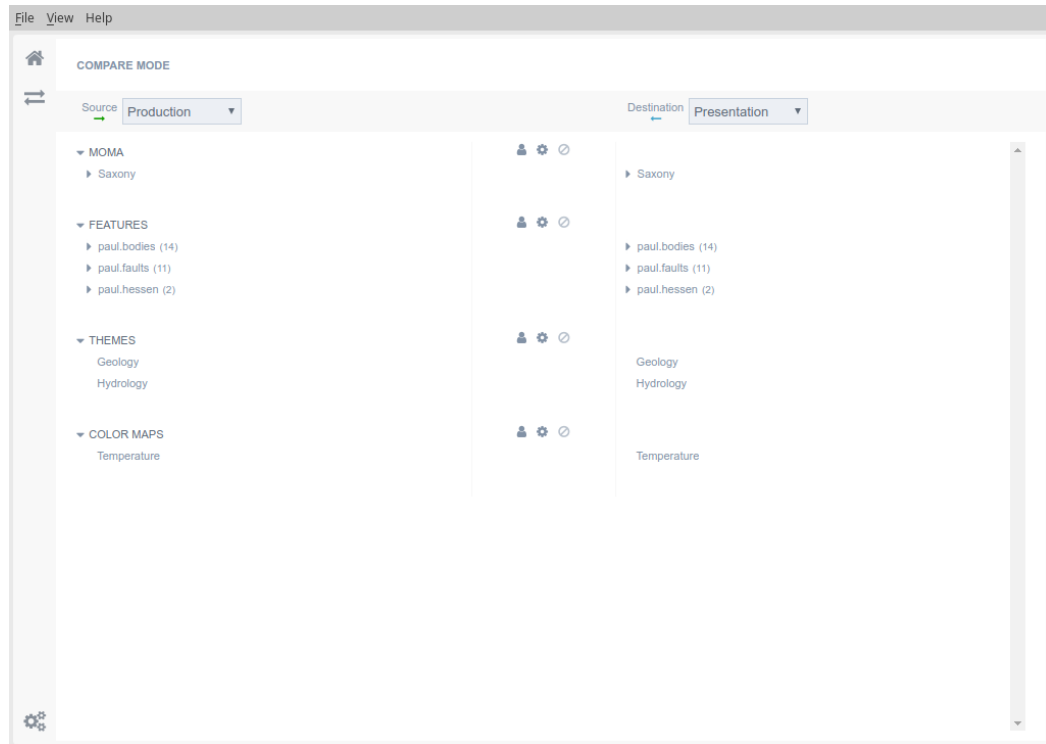 File View Help
COMPARE MODE
Source Production Destination Presentation
MOMA
Saxony Saxony
FEATURES
paul.bodies (14) paul.bodies (14)
paul.faults (11) paul.faults (11)
paul.hessen (2) paul.hessen (2)
THEMES
Geology Geology
Hydrology Hydrology
COLOR MAPS
Temperature Temperature